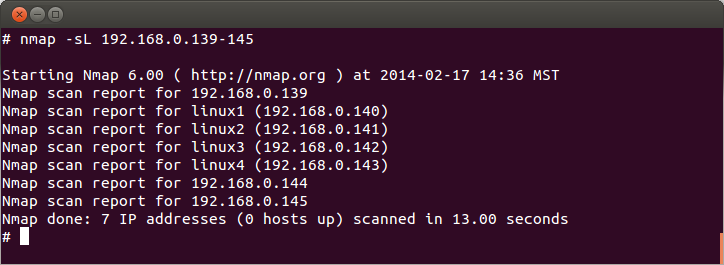 # nmap -sL 192.168.0.139-145
Starting Nmap 6.00 ( http://nmap.org ) at 2014-02-17 14:36 MST
Nmap scan report for 192.168.0.139
Nmap scan report for linux1 (192.168.0.140)
Nmap scan report for linux2 (192.168.0.141)
Nmap scan report for linux3 (192.168.0.142)
Nmap scan report for linux4 (192.168.0.143)
Nmap scan report for 192.168.0.144
Nmap scan report for 192.168.0.145
Nmap done: 7 IP addresses (0 hosts up) scanned in 13.00 seconds
#